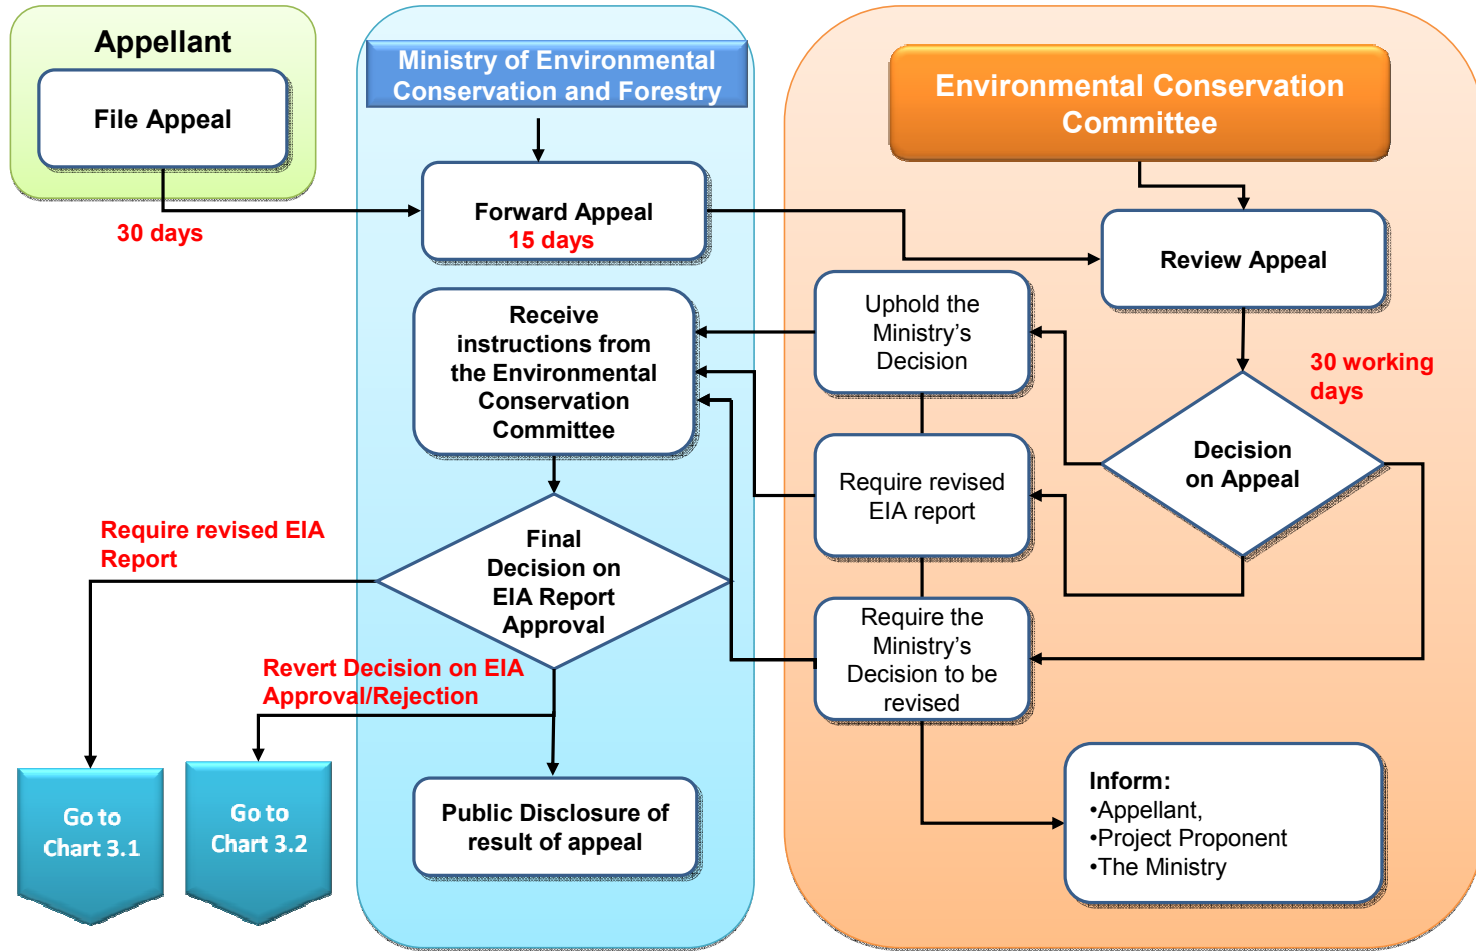 Appellant
File Appeal
30 days
Ministry of Environmental
Conservation and Forestry
Forward Appeal
15 days
Receive
instructions from
the Environmental
Conservation
Committee
Final
Decision on
EIA Report
Approval
Require revised EIA
Report
Revert Decision on EIA
Approval/Rejection
Go to
Chart 3.1
Go to
Chart 3.2
Public Disclosure of
result of appeal
Environmental Conservation
Committee
Review Appeal
30 working
days
Decision
on Appeal
Uphold the
Ministry’s
Decision
Require revised
EIA report
Require the
Ministry’s
Decision to be
revised
Inform:
•Appellant,
•Project Proponent
•The Ministry